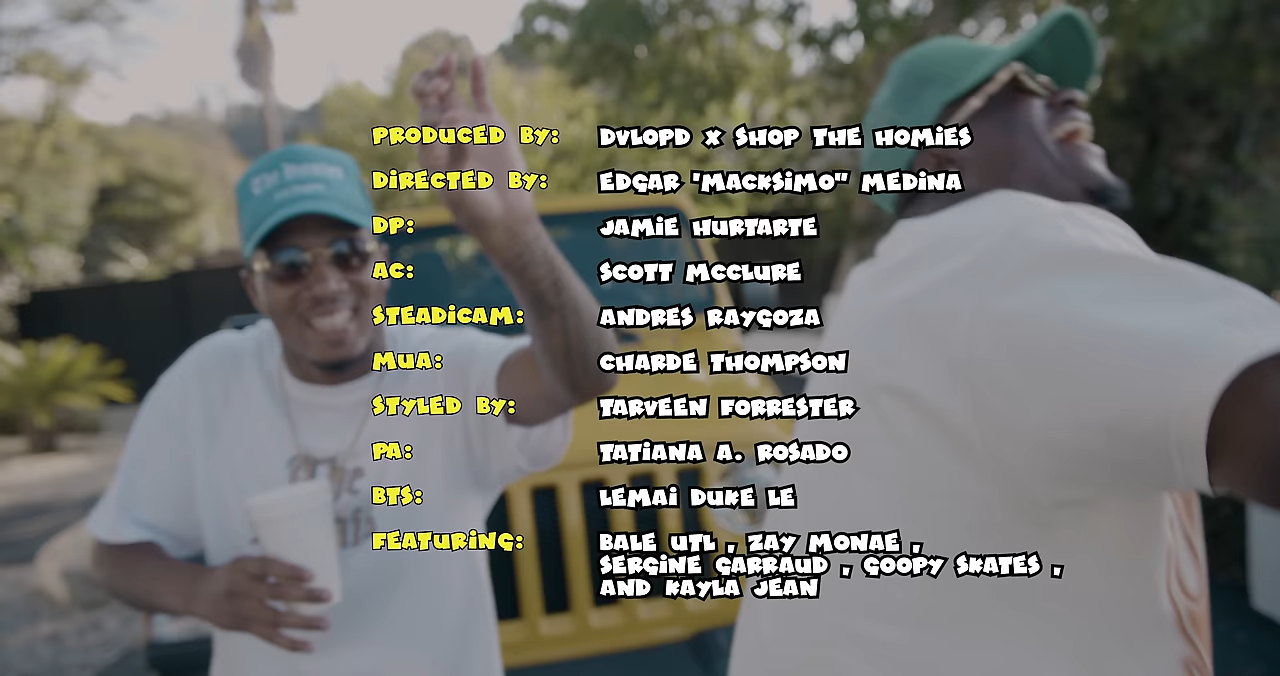 PRODUCED BY: DVLOPD X SHOP THE HOMIES
DIRECTED BY: EDGAR "MACKSIMO" MEDINA
DP: JAMIE HURTARTE
AC: SCOTT MCCLURE
STEADICAM: ANDRES RAYGOZA
MUA: CHARDE THOMPSON
STYLED BY: TARVEEN FORRESTER
PA: TATIANA A. ROSADO
BTS: LEMAI DUKE LE
FEATURING: BALE UTL , ZAY MONAE ,
SERGINE GARRAUD , GOOPY SKATES ,
AND KAYLA JEAN